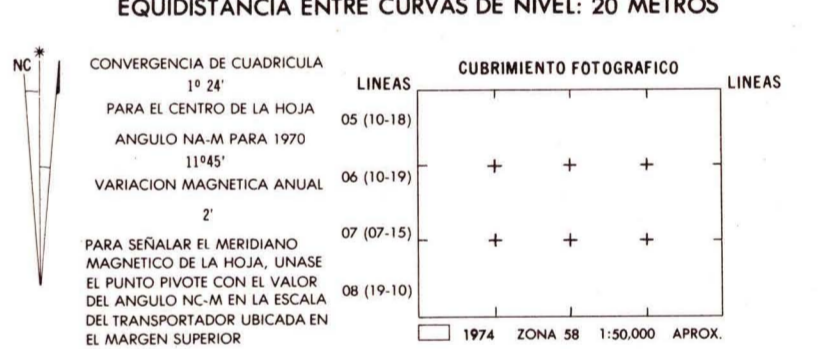 EQUIDISTANCIA ENTRE CURVAS DE NIVEL: 20 METROS
NC *
CONVERGENCIA DE CUADRICULA
1º 24'
PARA EL CENTRO DE LA HOJA
ANGULO NA-M PARA 1970
11º45'
VARIACION MAGNETICA ANUAL
2'
PARA SEÑALAR EL MERIDIANO
MAGNETICO DE LA HOJA, UNASE
EL PUNTO PIVOTE CON EL VALOR
DEL ANGULO NC-M EN LA ESCALA
DEL TRANSPORTADOR UBICADA EN
EL MARGEN SUPERIOR
CUBRIMIENTO FOTOGRAFICO
LINEAS
LINEAS
05 (10-18)
06 (10-19)
07 (07-15)
08 (19-10)
1974 ZONA 58 1:50,000 APROX.